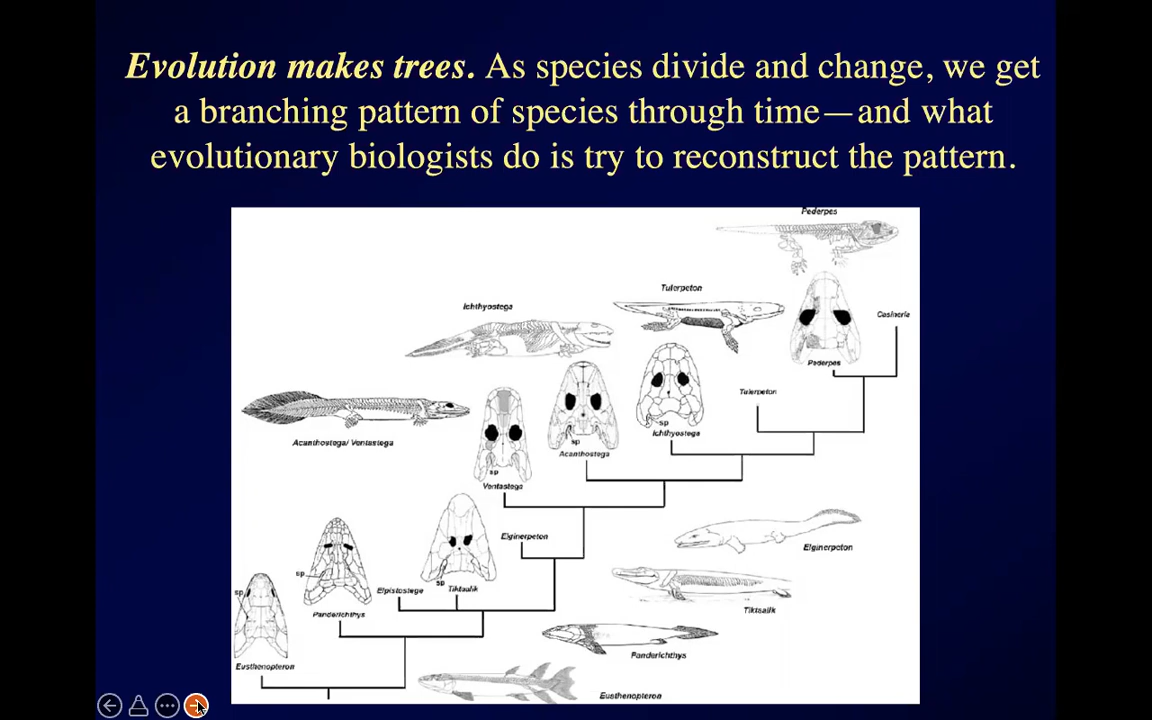 Evolution makes trees. As species divide and change, we get
a branching pattern of species through time—and what
evolutionary biologists do is try to reconstruct the pattern.
Pederpes
Tulerpeton
Ichthyostega
Casineria
Pederpes
Tulerpeton
sp
Ichthyostega
Acanthostega/ Ventastega
sp
Acanthostega
sp
Ventastega
Elginerpeton
Elginerpeton
sp
sp
Elpistostege
Tiktaalik
Tiktaalik
sp
Panderichthys
Panderichthys
Eusthenopteron
Eusthenopteron